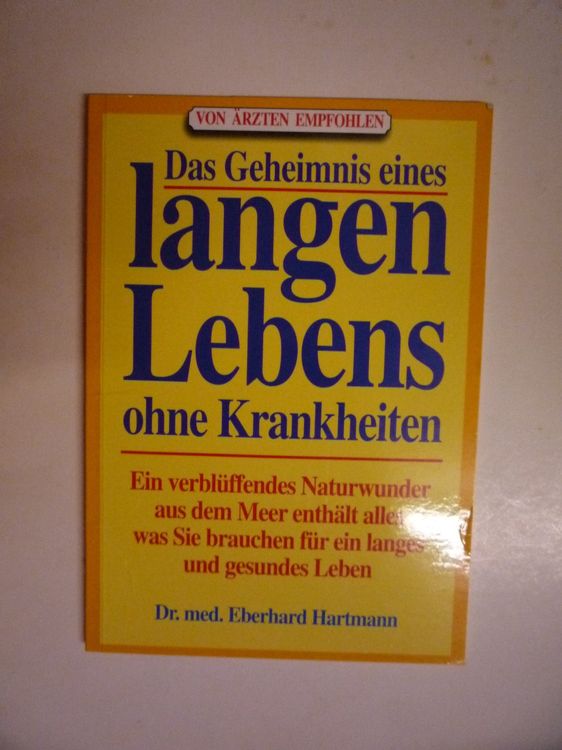 VON ÄRZTEN EMPFOHLEN
Das Geheimnis eines
langen
Lebens
ohne Krankheiten
Ein verblüffendes Naturwunder
aus dem Meer enthält alles
was Sie brauchen für ein langes
und gesundes Leben
Dr. med. Eberhard Hartmann